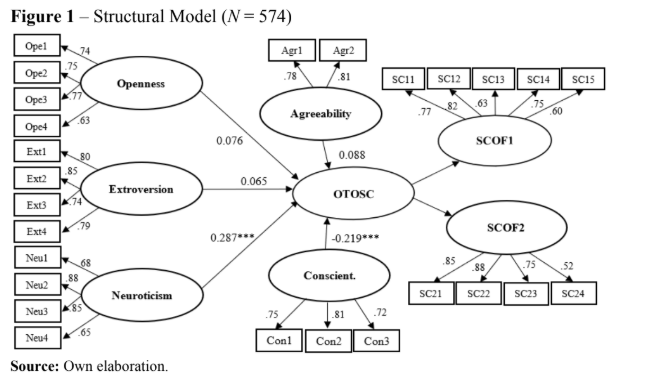 Figure 1 – Structural Model (N = 574)
Ope1
Ope2
Ope3
Ope4
.74
.75
.77
.63
Openness
Ext1
Ext2
Ext3
Ext4
.80
.85
.74
.79
Extroversion
Neu1
Neu2
Neu3
Neu4
.68
.88
.85
.65
Neuroticism
Agr1 Agr2
.78 .81
Agreeability
0.076
0.088
0.065
0.287***
-0.219***
OTOSC
Conscient.
.75 .81 .72
Con1 Con2 Con3
SC11 SC12 SC13 SC14 SC15
.77 .82 .63 .75 .60
SCOF1
SCOF2
.85 .88 .75 .52
SC21 SC22 SC23 SC24
Source: Own elaboration.